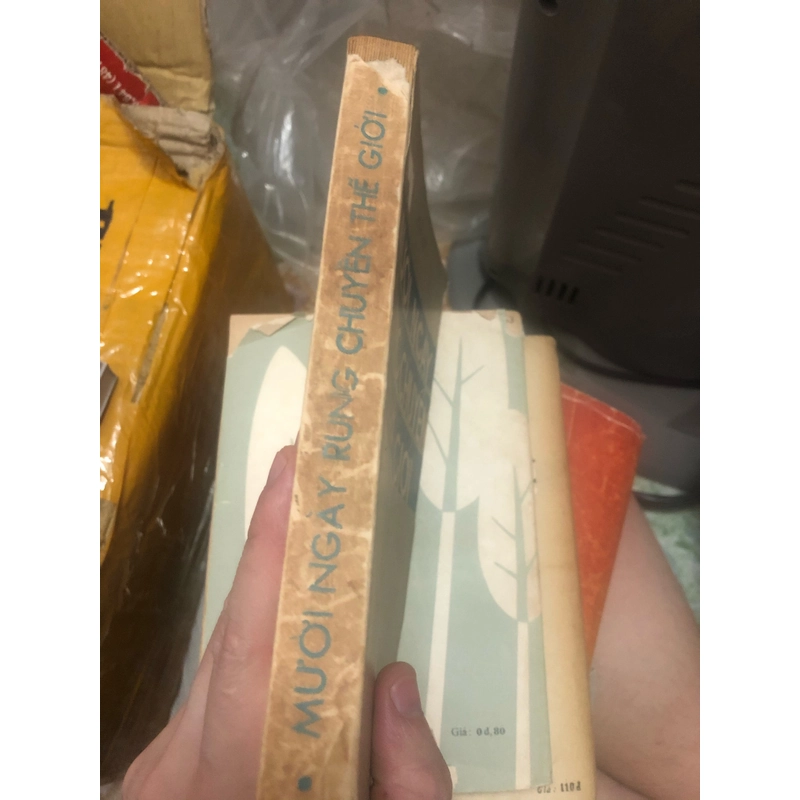 MƯỜI NGÀY RUNG CHUYỂN THẾ GIỚI
Giá: 0đ,80